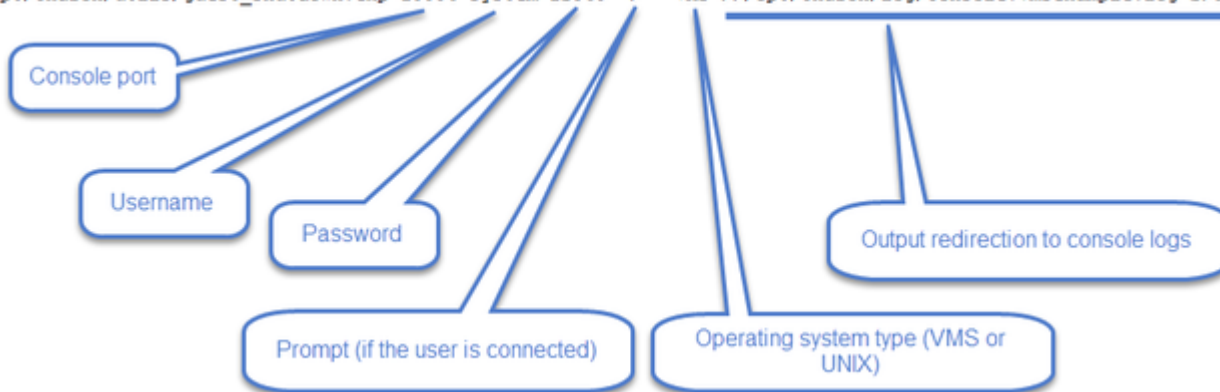 Console port
Username
Password
Output redirection to console logs
Prompt (if the user is connected)
Operating system type (VMS or
UNIX)